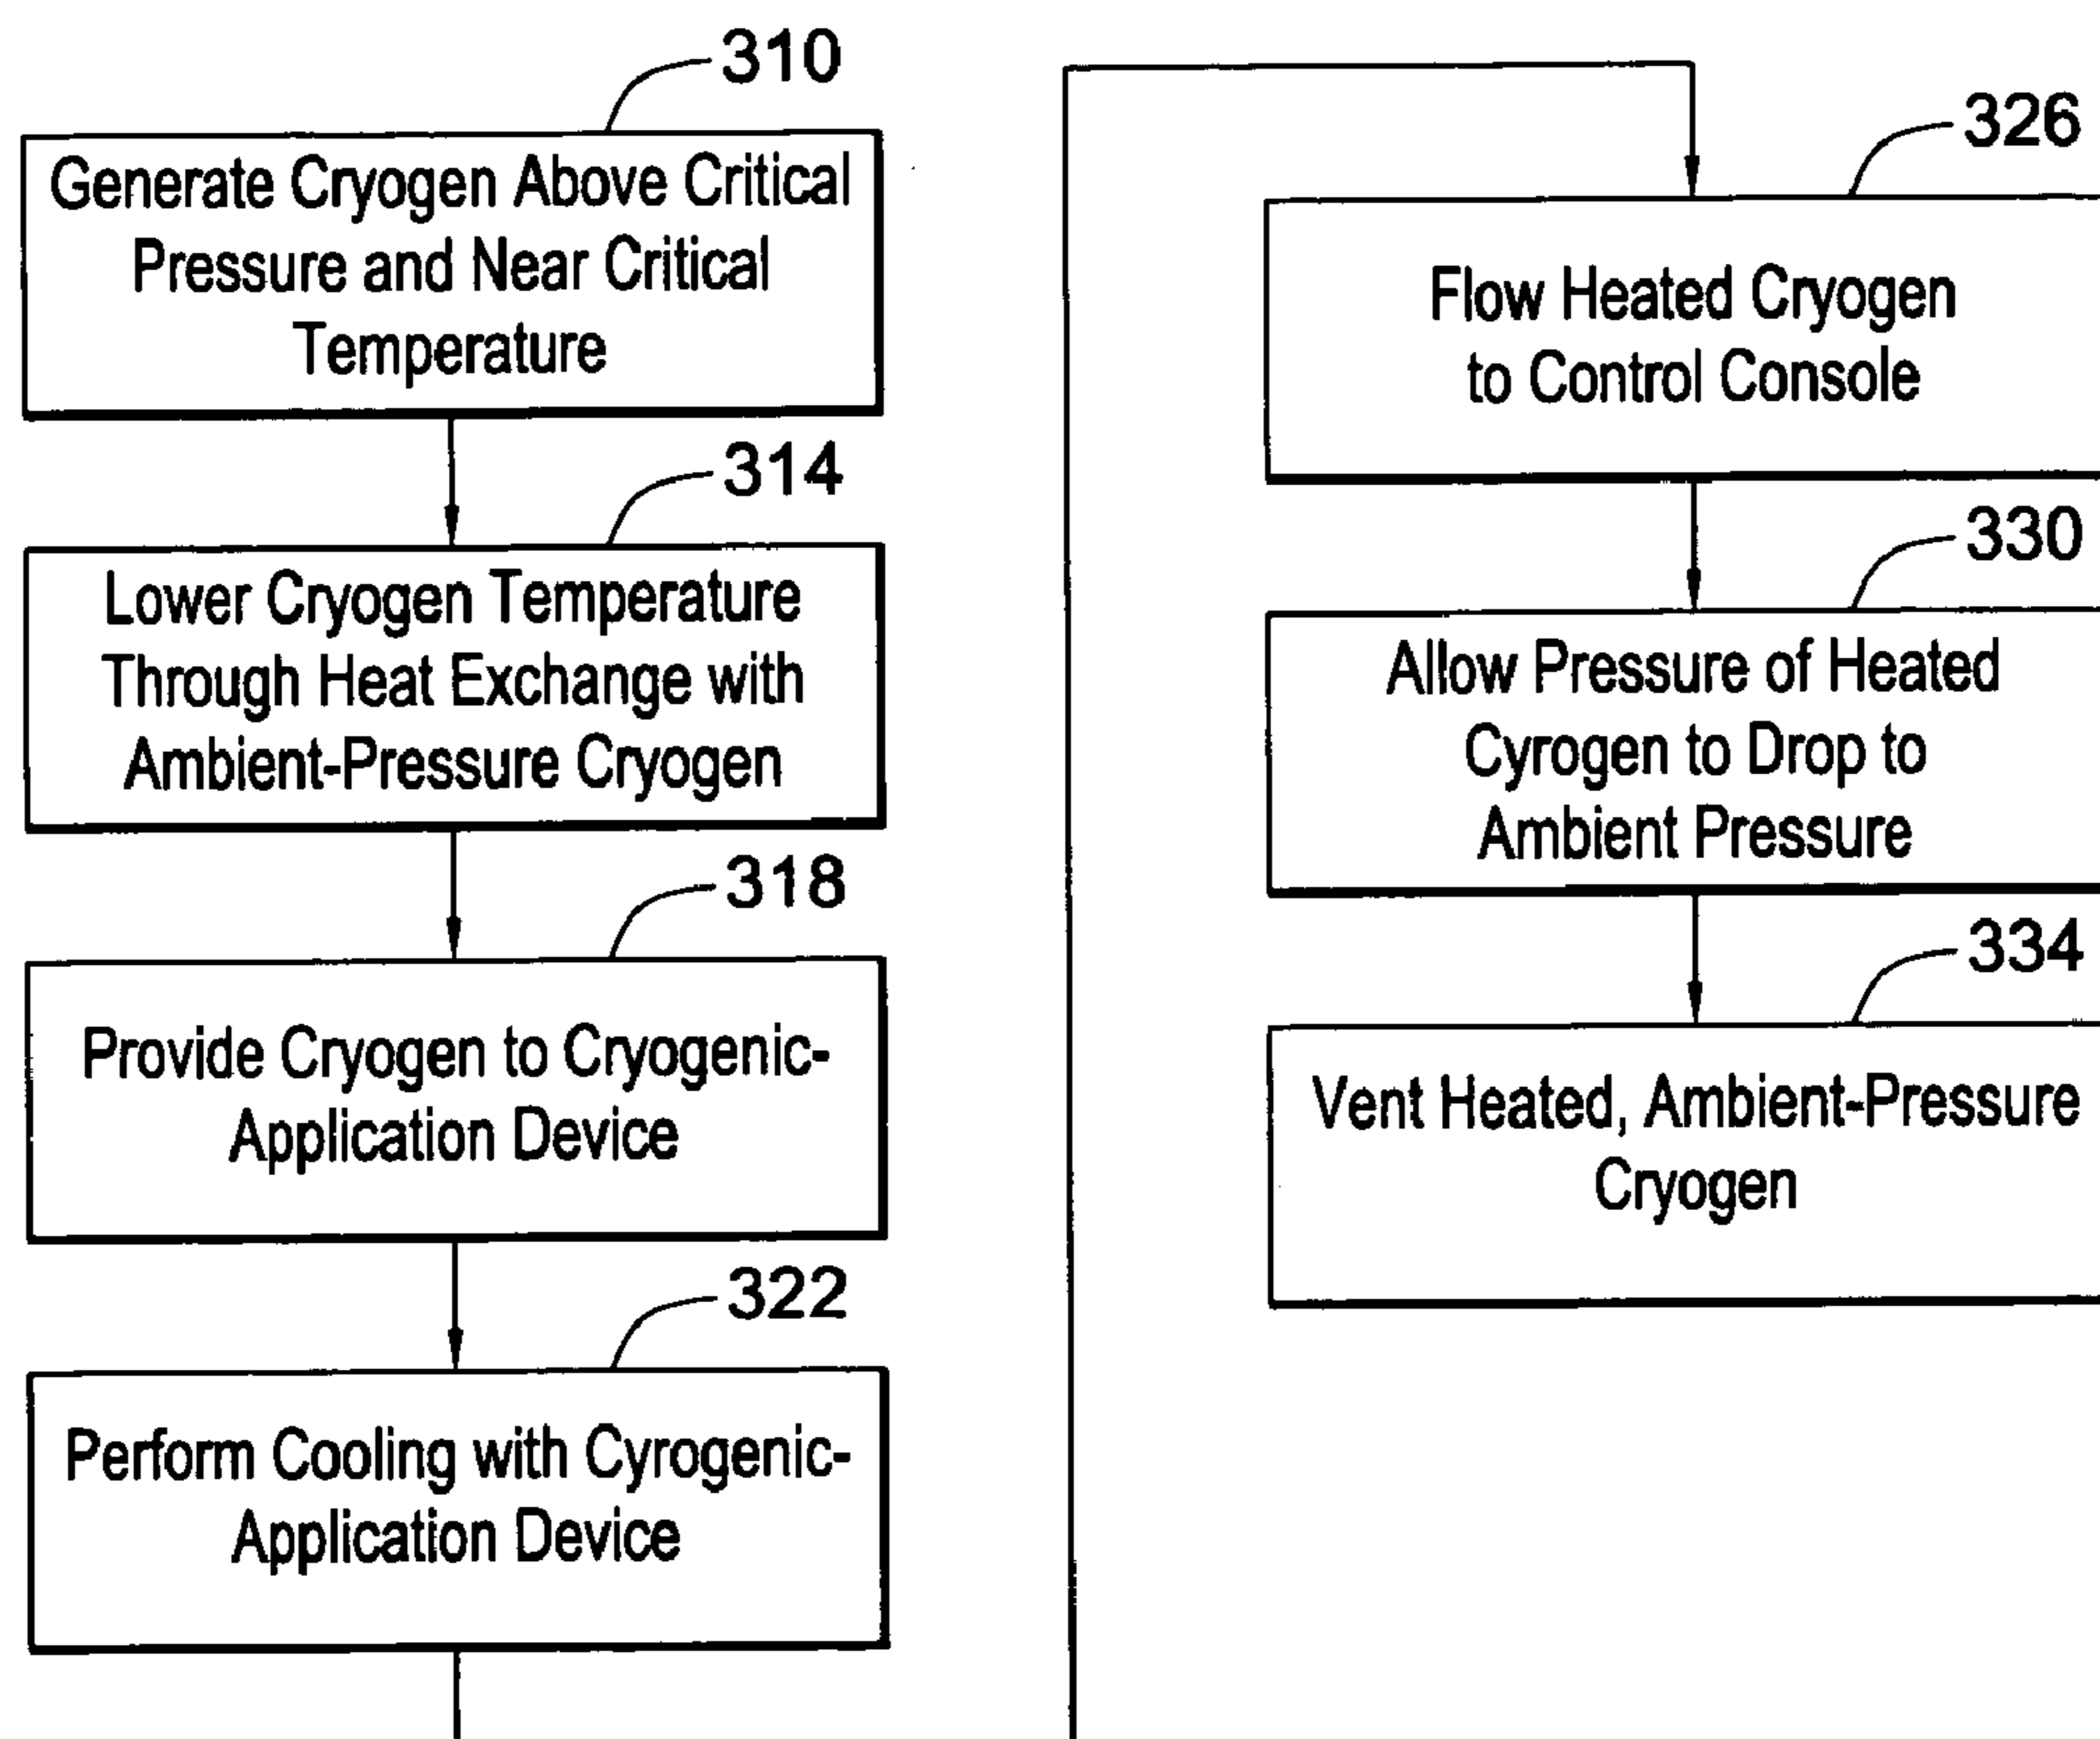 310
Generate Cryogen Above Critical
Pressure and Near Critical
Temperature
314
Lower Cryogen Temperature
Through Heat Exchange with
Ambient-Pressure Cryogen
318
Provide Cryogen to Cryogenic-
Application Device
322
Perform Cooling with Cyrogenic-
Application Device
326
Flow Heated Cryogen
to Control Console
330
Allow Pressure of Heated
Cyrogen to Drop to
Ambient Pressure
334
Vent Heated, Ambient-Pressure
Cryogen